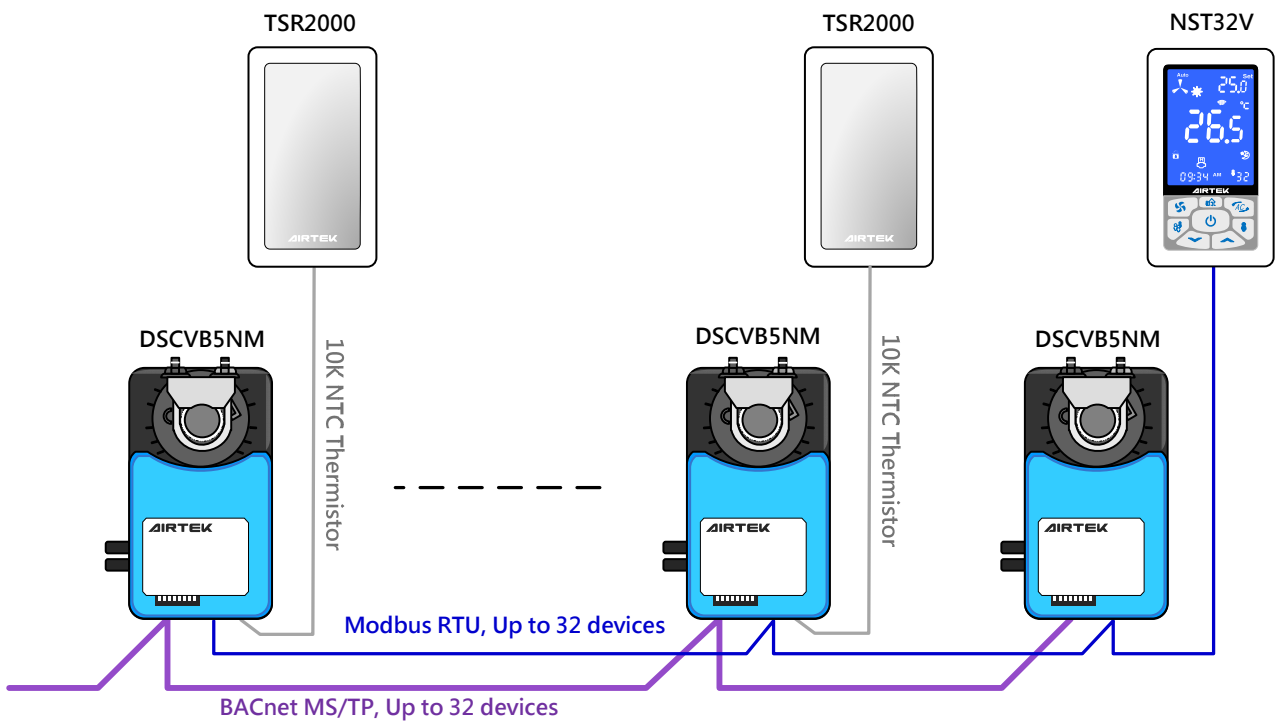 TSR2000
TSR2000
NST32V
AIRTEK
AIRTEK
Auto
Set
25.0
°C
26.5
09:34 AM
32
AIRTEK
AC
DSCVB5NM
DSCVB5NM
DSCVB5NM
10K NTC Thermistor
10K NTC Thermistor
AIRTEK
AIRTEK
AIRTEK
Modbus RTU, Up to 32 devices
BACnet MS/TP, Up to 32 devices